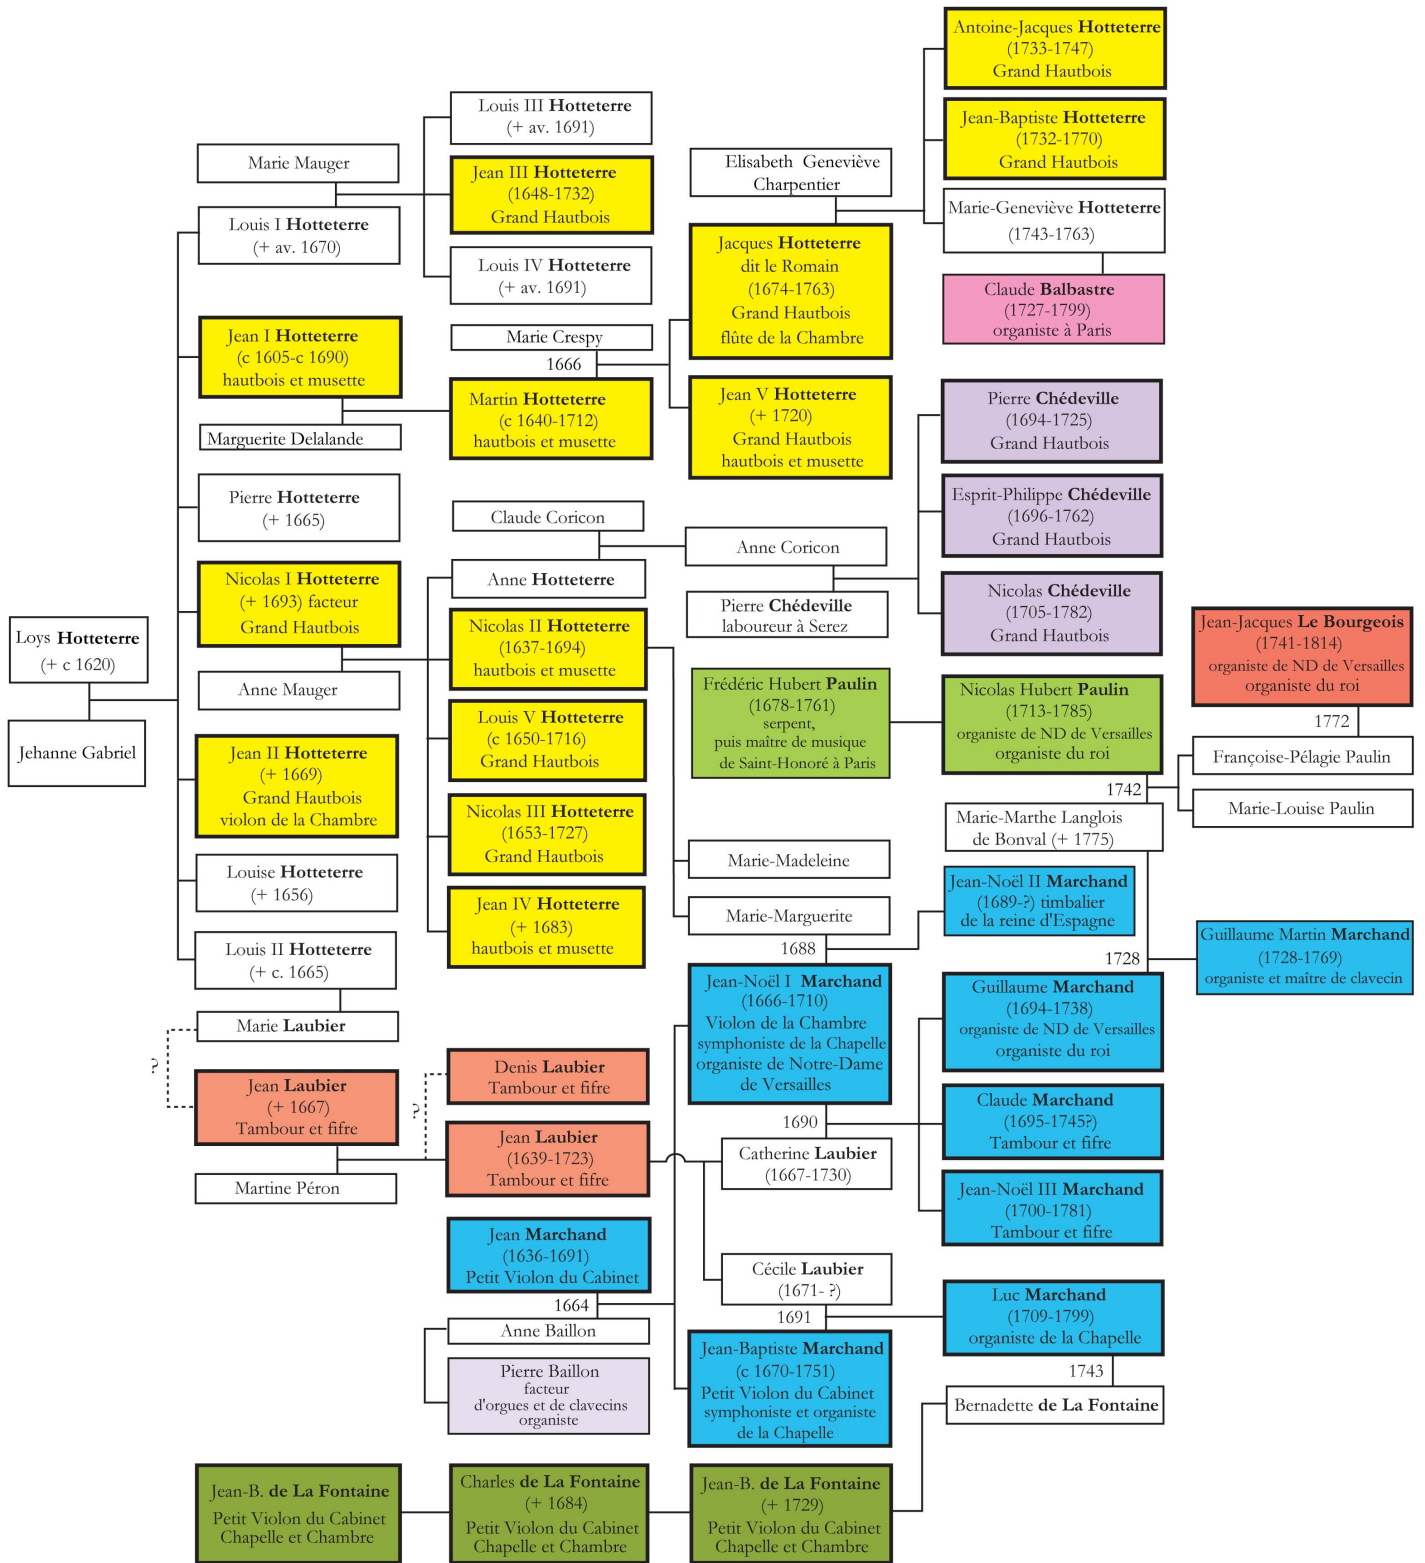 Antoine-Jacques Hotteterre
(1733-1747)
Grand Hautbois
Louis III Hotteterre
(+ av. 1691)
Jean-Baptiste Hotteterre
(1732-1770)
Grand Hautbois
Marie Mauger
Jean III Hotteterre
(1648-1732)
Grand Hautbois
Elisabeth Geneviève
Charpentier
Marie-Geneviève Hotteterre
(1743-1763)
Louis I Hotteterre
(+ av. 1670)
Louis IV Hotteterre
(+ av. 1691)
Jacques Hotteterre
dit le Romain
(1674-1763)
Grand Hautbois
flûte de la Chambre
Claude Balbastre
(1727-1799)
organiste à Paris
Jean I Hotteterre
(c 1605-c 1690)
hautbois et musette
Marie Crespy
1666
Martin Hotteterre
(c 1640-1712)
hautbois et musette
Jean V Hotteterre
(+ 1720)
Grand Hautbois
hautbois et musette
Pierre Chédeville
(1694-1725)
Grand Hautbois
Marguerite Delalande
Pierre Hotteterre
(+ 1665)
Claude Coricon
Anne Coricon
Esprit-Philippe Chédeville
(1696-1762)
Grand Hautbois
Nicolas I Hotteterre
(+ 1693) facteur
Grand Hautbois
Anne Hotteterre
Pierre Chédeville
laboureur à Serez
Nicolas Chédeville
(1705-1782)
Grand Hautbois
Loys Hotteterre
(+ c 1620)
Nicolas II Hotteterre
(1637-1694)
hautbois et musette
Jean-Jacques Le Bourgeois
(1741-1814)
organiste de ND de Versailles
organiste du roi
1772
Anne Mauger
Jehanne Gabriel
Louis V Hotteterre
(c 1650-1716)
Grand Hautbois
Frédéric Hubert Paulin
(1678-1761)
serpent,
puis maître de musique
de Saint-Honoré à Paris
Nicolas Hubert Paulin
(1713-1785)
organiste de ND de Versailles
organiste du roi
1742
Françoise-Pélagie Paulin
Marie-Louise Paulin
Jean II Hotteterre
(+ 1669)
Grand Hautbois
violon de la Chambre
Nicolas III Hotteterre
(1653-1727)
Grand Hautbois
Marie-Marthe Langlois
de Bonval (+ 1775)
Marie-Madeleine
Louise Hotteterre
(+ 1656)
Jean IV Hotteterre
(+ 1683)
hautbois et musette
Marie-Marguerite
1688
Jean-Noël II Marchand
(1689-?) timbalier
de la reine d'Espagne
Louis II Hotteterre
(+ c. 1665)
1728
Guillaume Martin Marchand
(1728-1769)
organiste et maître de clavecin
Jean-Noël I Marchand
(1666-1710)
Violon de la Chambre
symphoniste de la Chapelle
organiste de Notre-Dame
de Versailles
Guillaume Marchand
(1694-1738)
organiste de ND de Versailles
organiste du roi
Marie Laubier
?
Jean Laubier
(+ 1667)
Tambour et fifre
Denis Laubier
Tambour et fifre
?
1690
Claude Marchand
(1695-1745?)
Tambour et fifre
Jean Laubier
(1639-1723)
Tambour et fifre
Catherine Laubier
(1667-1730)
Martine Péron
Jean-Noël III Marchand
(1700-1781)
Tambour et fifre
Jean Marchand
(1636-1691)
Petit Violon du Cabinet
1664
Cécile Laubier
(1671- ?)
1691
Luc Marchand
(1709-1799)
organiste de la Chapelle
1743
Anne Baillon
Jean-Baptiste Marchand
(c 1670-1751)
Petit Violon du Cabinet
symphoniste et organiste
de la Chapelle
Pierre Baillon
facteur
d'orgues et de clavecins
organiste
Bernadette de La Fontaine
Jean-B. de La Fontaine
Petit Violon du Cabinet
Chapelle et Chambre
Charles de La Fontaine
(+ 1684)
Petit Violon du Cabinet
Chapelle et Chambre
Jean-B. de La Fontaine
(+ 1729)
Petit Violon du Cabinet
Chapelle et Chambre